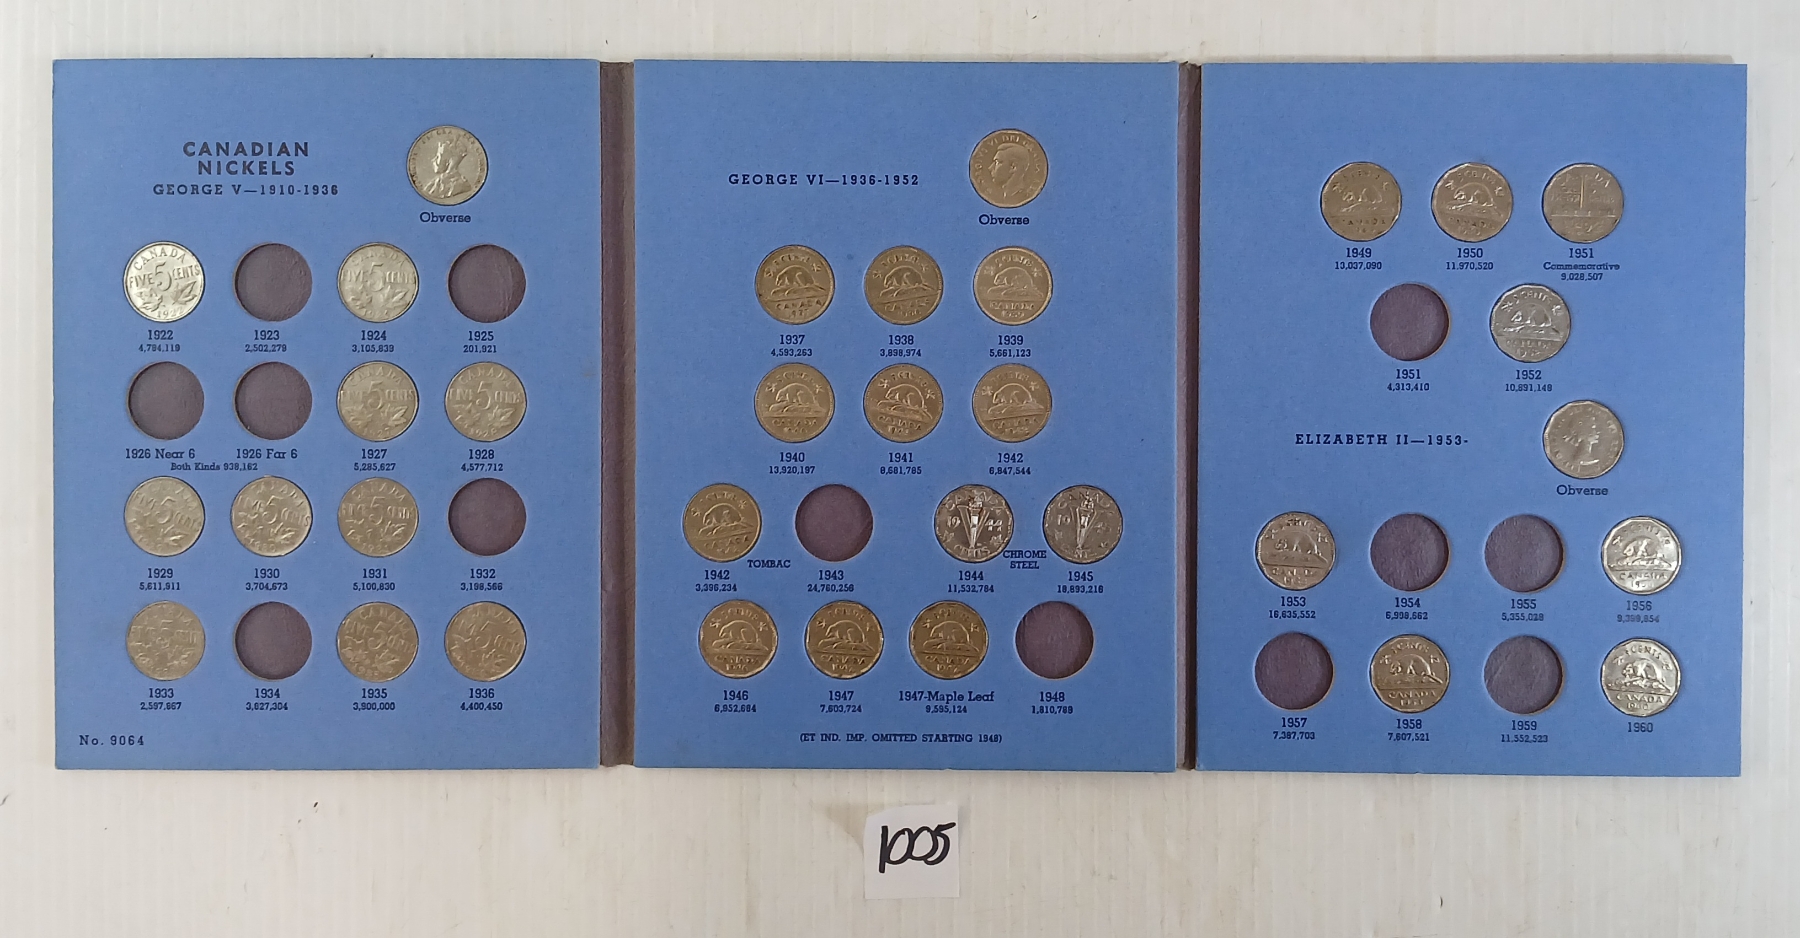 CANADIAN
NICKELS
GEORGE V—1910-1936
Obverse
1922 1923 1924 1925
4,794,119 2,502,279 3,105,839 201,921
1926 Near 6 1926 Far 6 1927 1928
Both Kinds 938,162 5,285,627 4,577,712
1929 1930 1931 1932
5,611,911 3,704,673 5,100,830 3,198,566
1933 1934 1935 1936
2,597,867 3,827,304 3,900,000 4,400,450
No. 9064
GEORGE VI—1936-1952
Obverse
1937 1938 1939
4,593,263 3,898,974 5,661,123
1940 1941 1942
13,920,197 8,681,785 6,847,544
TOMBAC
CHROME
STEEL
1942 1943 1944 1945
3,396,234 24,760,256 11,532,784 18,893,216
1946 1947 1947-Maple Leaf 1948
6,952,684 7,603,724 9,595,124 1,810,789
(ET IND. IMP. OMITTED STARTING 1948)
1949 1950 1951
13,037,090 11,970,520 Commemorative
9,028,507
1951 1952
4,313,410 10,891,148
ELIZABETH II—1953-
Obverse
1953 1954 1955 1956
16,635,552 6,998,662 5,355,028 9,399,854
1957 1958 1959 1960
7,387,703 7,607,521 11,552,523
1005
CANADA
FIVE 5 CENTS